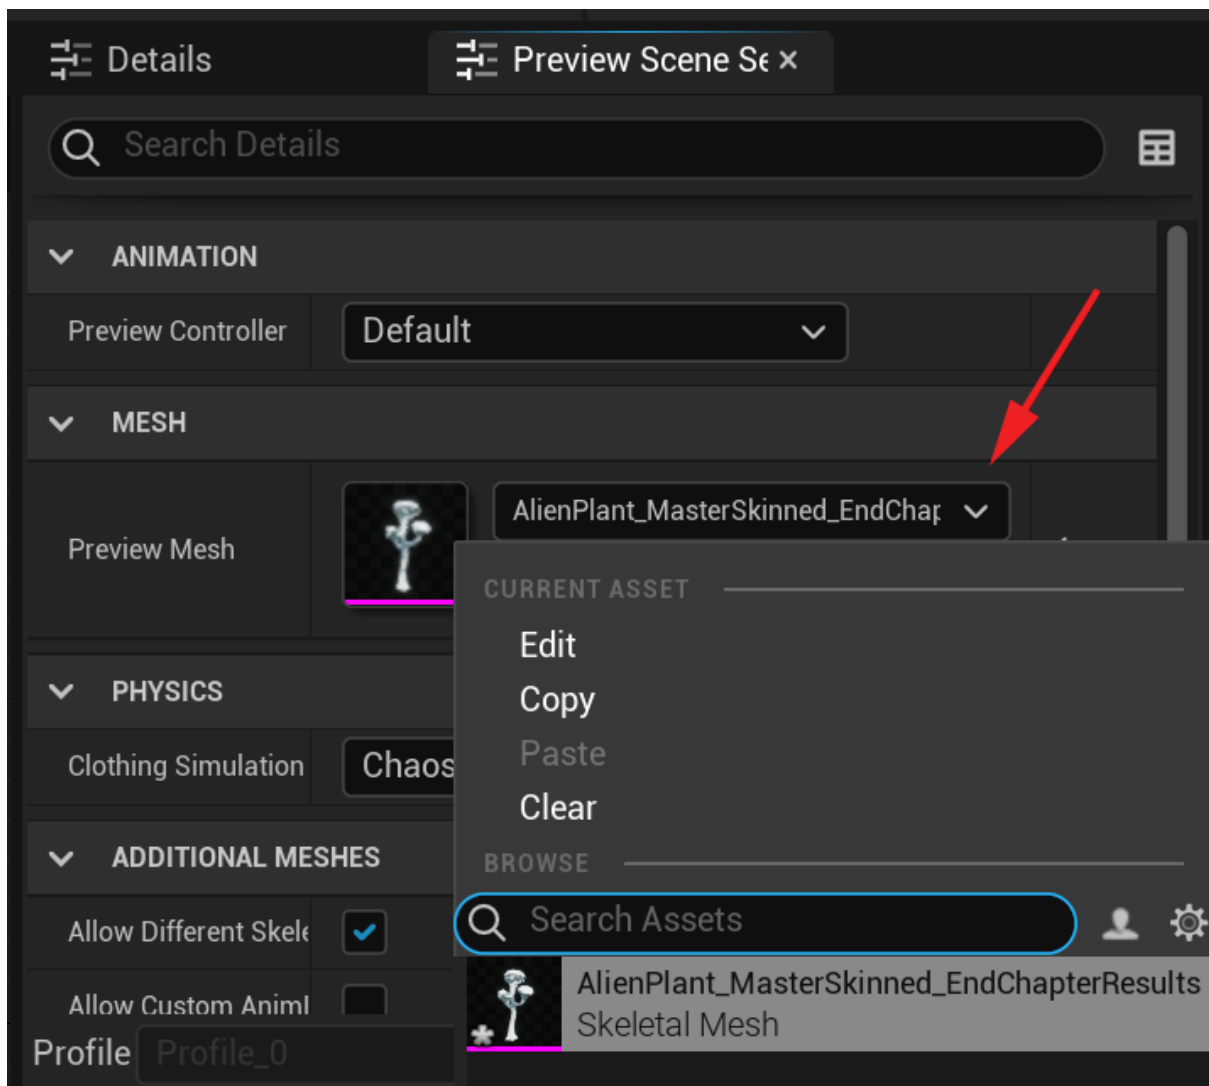 Details
Preview Scene Se
Search Details
ANIMATION
Preview Controller
Default
MESH
Preview Mesh
AlienPlant_MasterSkinned_EndChap
CURRENT ASSET
Edit
Copy
Paste
Clear
PHYSICS
Clothing Simulation
Chaos
ADDITIONAL MESHES
BROWSE
Allow Different Skele
Search Assets
Allow Custom Anim
AlienPlant_MasterSkinned_EndChapterResults
Skeletal Mesh
Profile
Profile_0